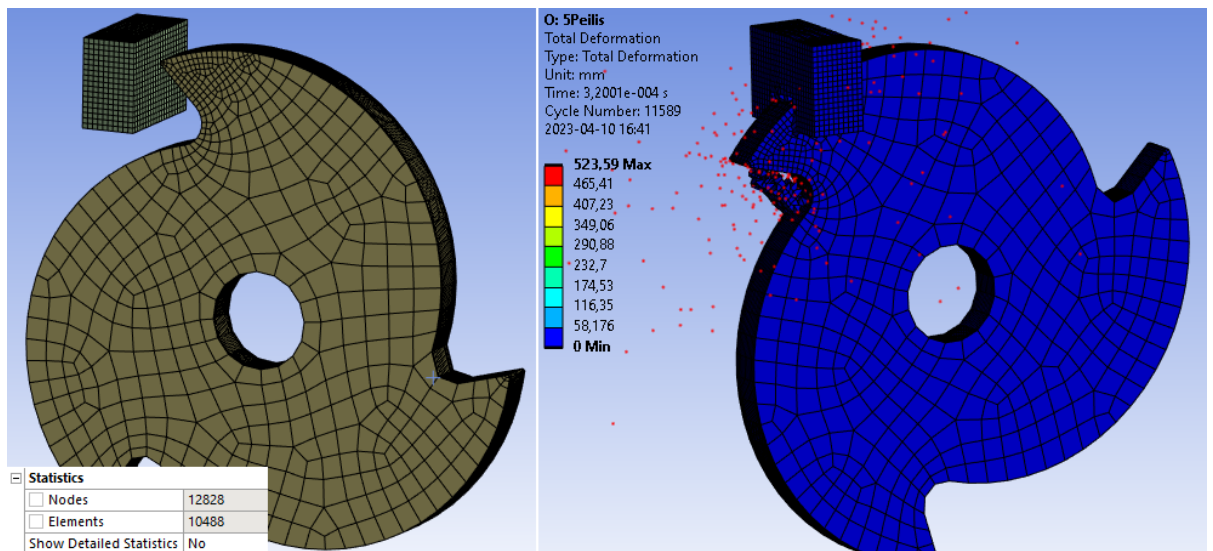 O: 5Peilis
Total Deformation
Type: Total Deformation
Unit: mm
Time: 3,2001e-004 s
Cycle Number: 11589
2023-04-10 16:41
523,59 Max
465,41
407,23
349,06
290,88
232,7
174,53
116,35
58,176
0 Min
Statistics
Nodes 12828
Elements 10488
Show Detailed Statistics No